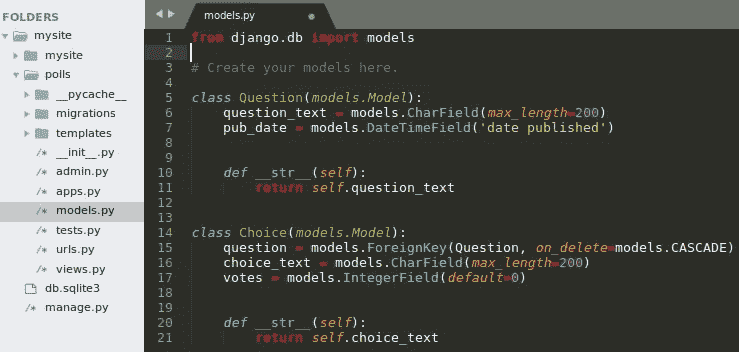 FOLDERS
mysite
mysite
polls
__pycache__
migrations
templates
/* __init__.py
/* admin.py
/* apps.py
/* models.py
/* tests.py
/* urls.py
/* views.py
db.sqlite3
/* manage.py
models.py
1 from django.db import models
2
3 # Create your models here.
4
5 class Question(models.Model):
6     question_text = models.CharField(max_length=200)
7     pub_date = models.DateTimeField('date published')
8
9
10     def __str__(self):
11         return self.question_text
12
13
14 class Choice(models.Model):
15     question = models.ForeignKey(Question, on_delete=models.CASCADE)
16     choice_text = models.CharField(max_length=200)
17     votes = models.IntegerField(default=0)
18
19
20     def __str__(self):
21         return self.choice_text